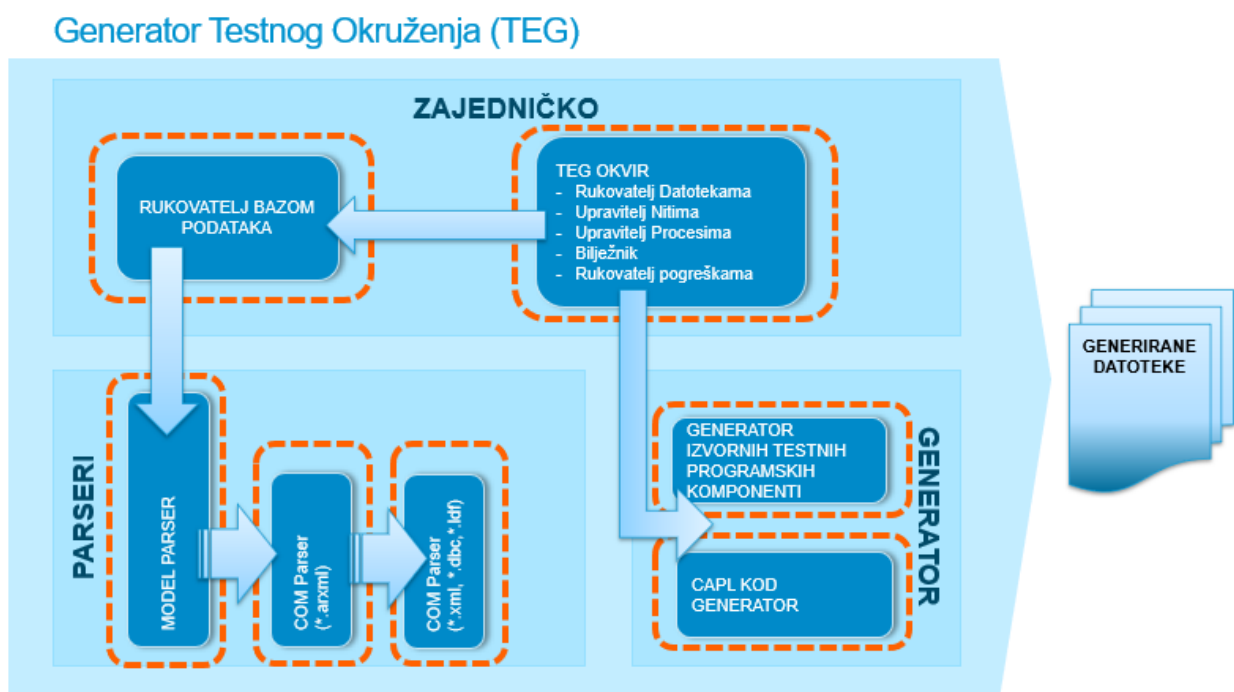 Generator Testnog Okruženja (TEG)
ZAJEDNIČKO
RUKOVATELJ BAZOM
PODATAKA
TEG OKVIR
- Rukovatelj Datotekama
- Upravitelj Nitima
- Upravitelj Procesima
- Bilježnik
- Rukovatelj pogreškama
PARSERI
MODEL PARSER
COM Parser
(*.arxml)
COM Parser
(*.xml, *.dbc,*.ldf)
GENERATOR
IZVORNIH TESTNIH
PROGRAMSKIH
KOMPONENTI
CAPL KOD
GENERATOR
GENERATOR
GENERIRANE
DATOTEKE